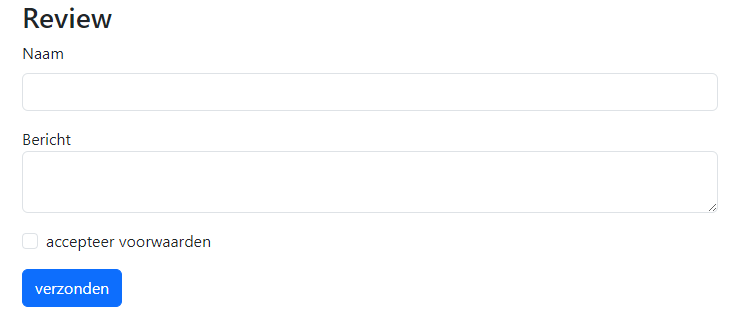 Review
Naam
Bericht
accepteer voorwaarden
verzonden